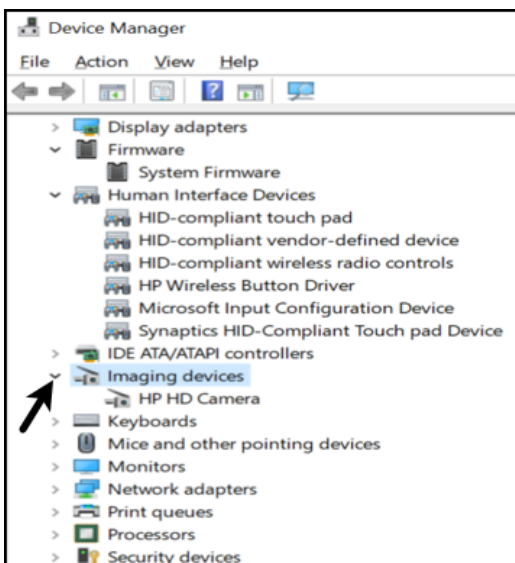 Device Manager
File Action View Help
Display adapters
Firmware
System Firmware
Human Interface Devices
HID-compliant touch pad
HID-compliant vendor-defined device
HID-compliant wireless radio controls
HP Wireless Button Driver
Microsoft Input Configuration Device
Synaptics HID-Compliant Touch pad Device
IDE ATA/ATAPI controllers
Imaging devices
HP HD Camera
Keyboards
Mice and other pointing devices
Monitors
Network adapters
Print queues
Processors
Security devices